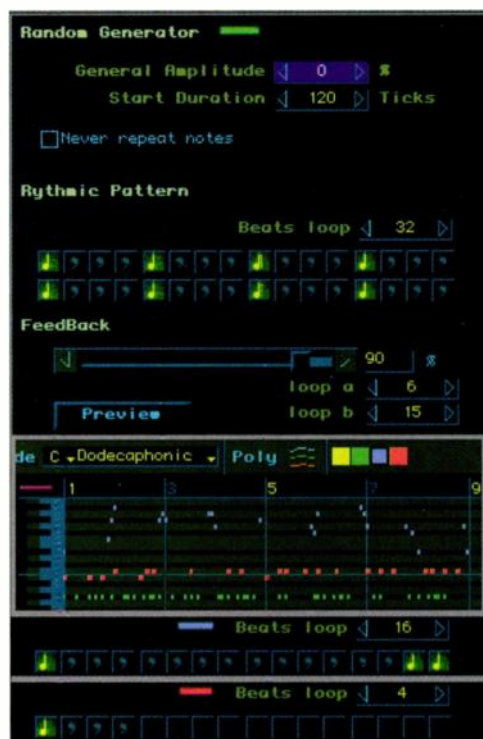 Random Generator
General Amplitude 0 %
Start Duration 120 Ticks
Never repeat notes
Rythmic Pattern
Beats loop 32
FeedBack
90 %
loop a 6
Preview loop b 15
de C Dodecaphonic Poly
1 3 5 7 9
Beats loop 16
Beats loop 4